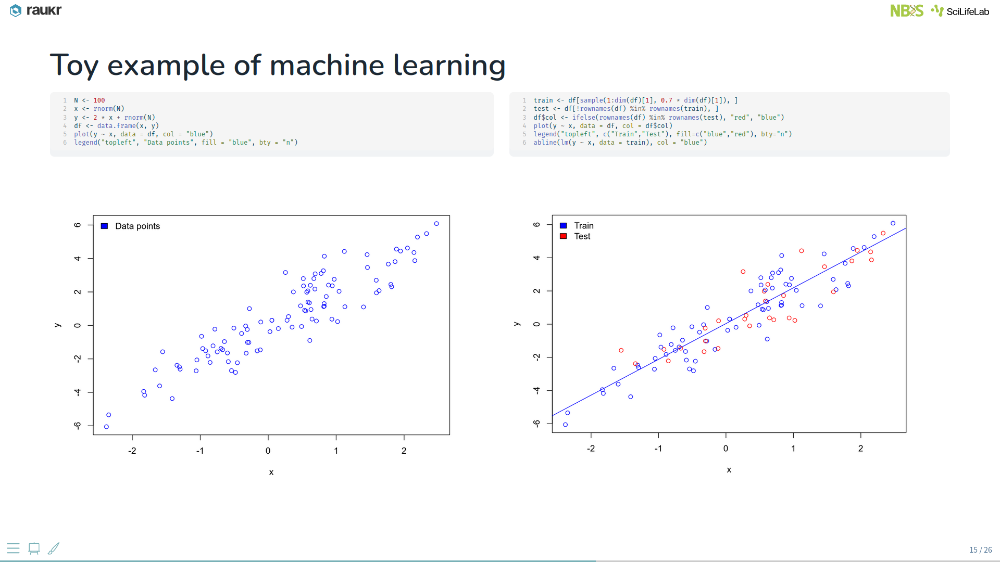 raukr
NBIS SciLifeLab
Toy example of machine learning
1 N <- 100
2 x <- rnorm(N)
3 y <- 2 * x + rnorm(N)
4 df <- data.frame(x, y)
5 plot(y ~ x, data = df, col = "blue")
6 legend("topleft", "Data points", fill = "blue", bty = "n")
1 train <- df[sample(1:dim(df)[1], 0.7 * dim(df)[1]), ]
2 test <- df[!rownames(df) %in% rownames(train), ]
3 df$col <- ifelse(rownames(df) %in% rownames(test), "red", "blue")
4 plot(y ~ x, data = df, col = df$col)
5 legend("topleft", c("Train","Test"), fill=c("blue","red"), bty="n")
6 abline(lm(y ~ x, data = train), col = "blue")
Data points
6
4
2
0
-2
-4
-6
y
-2 -1 0 1 2
x
Train
Test
6
4
2
0
-2
-4
-6
y
-2 -1 0 1 2
x
15 / 26